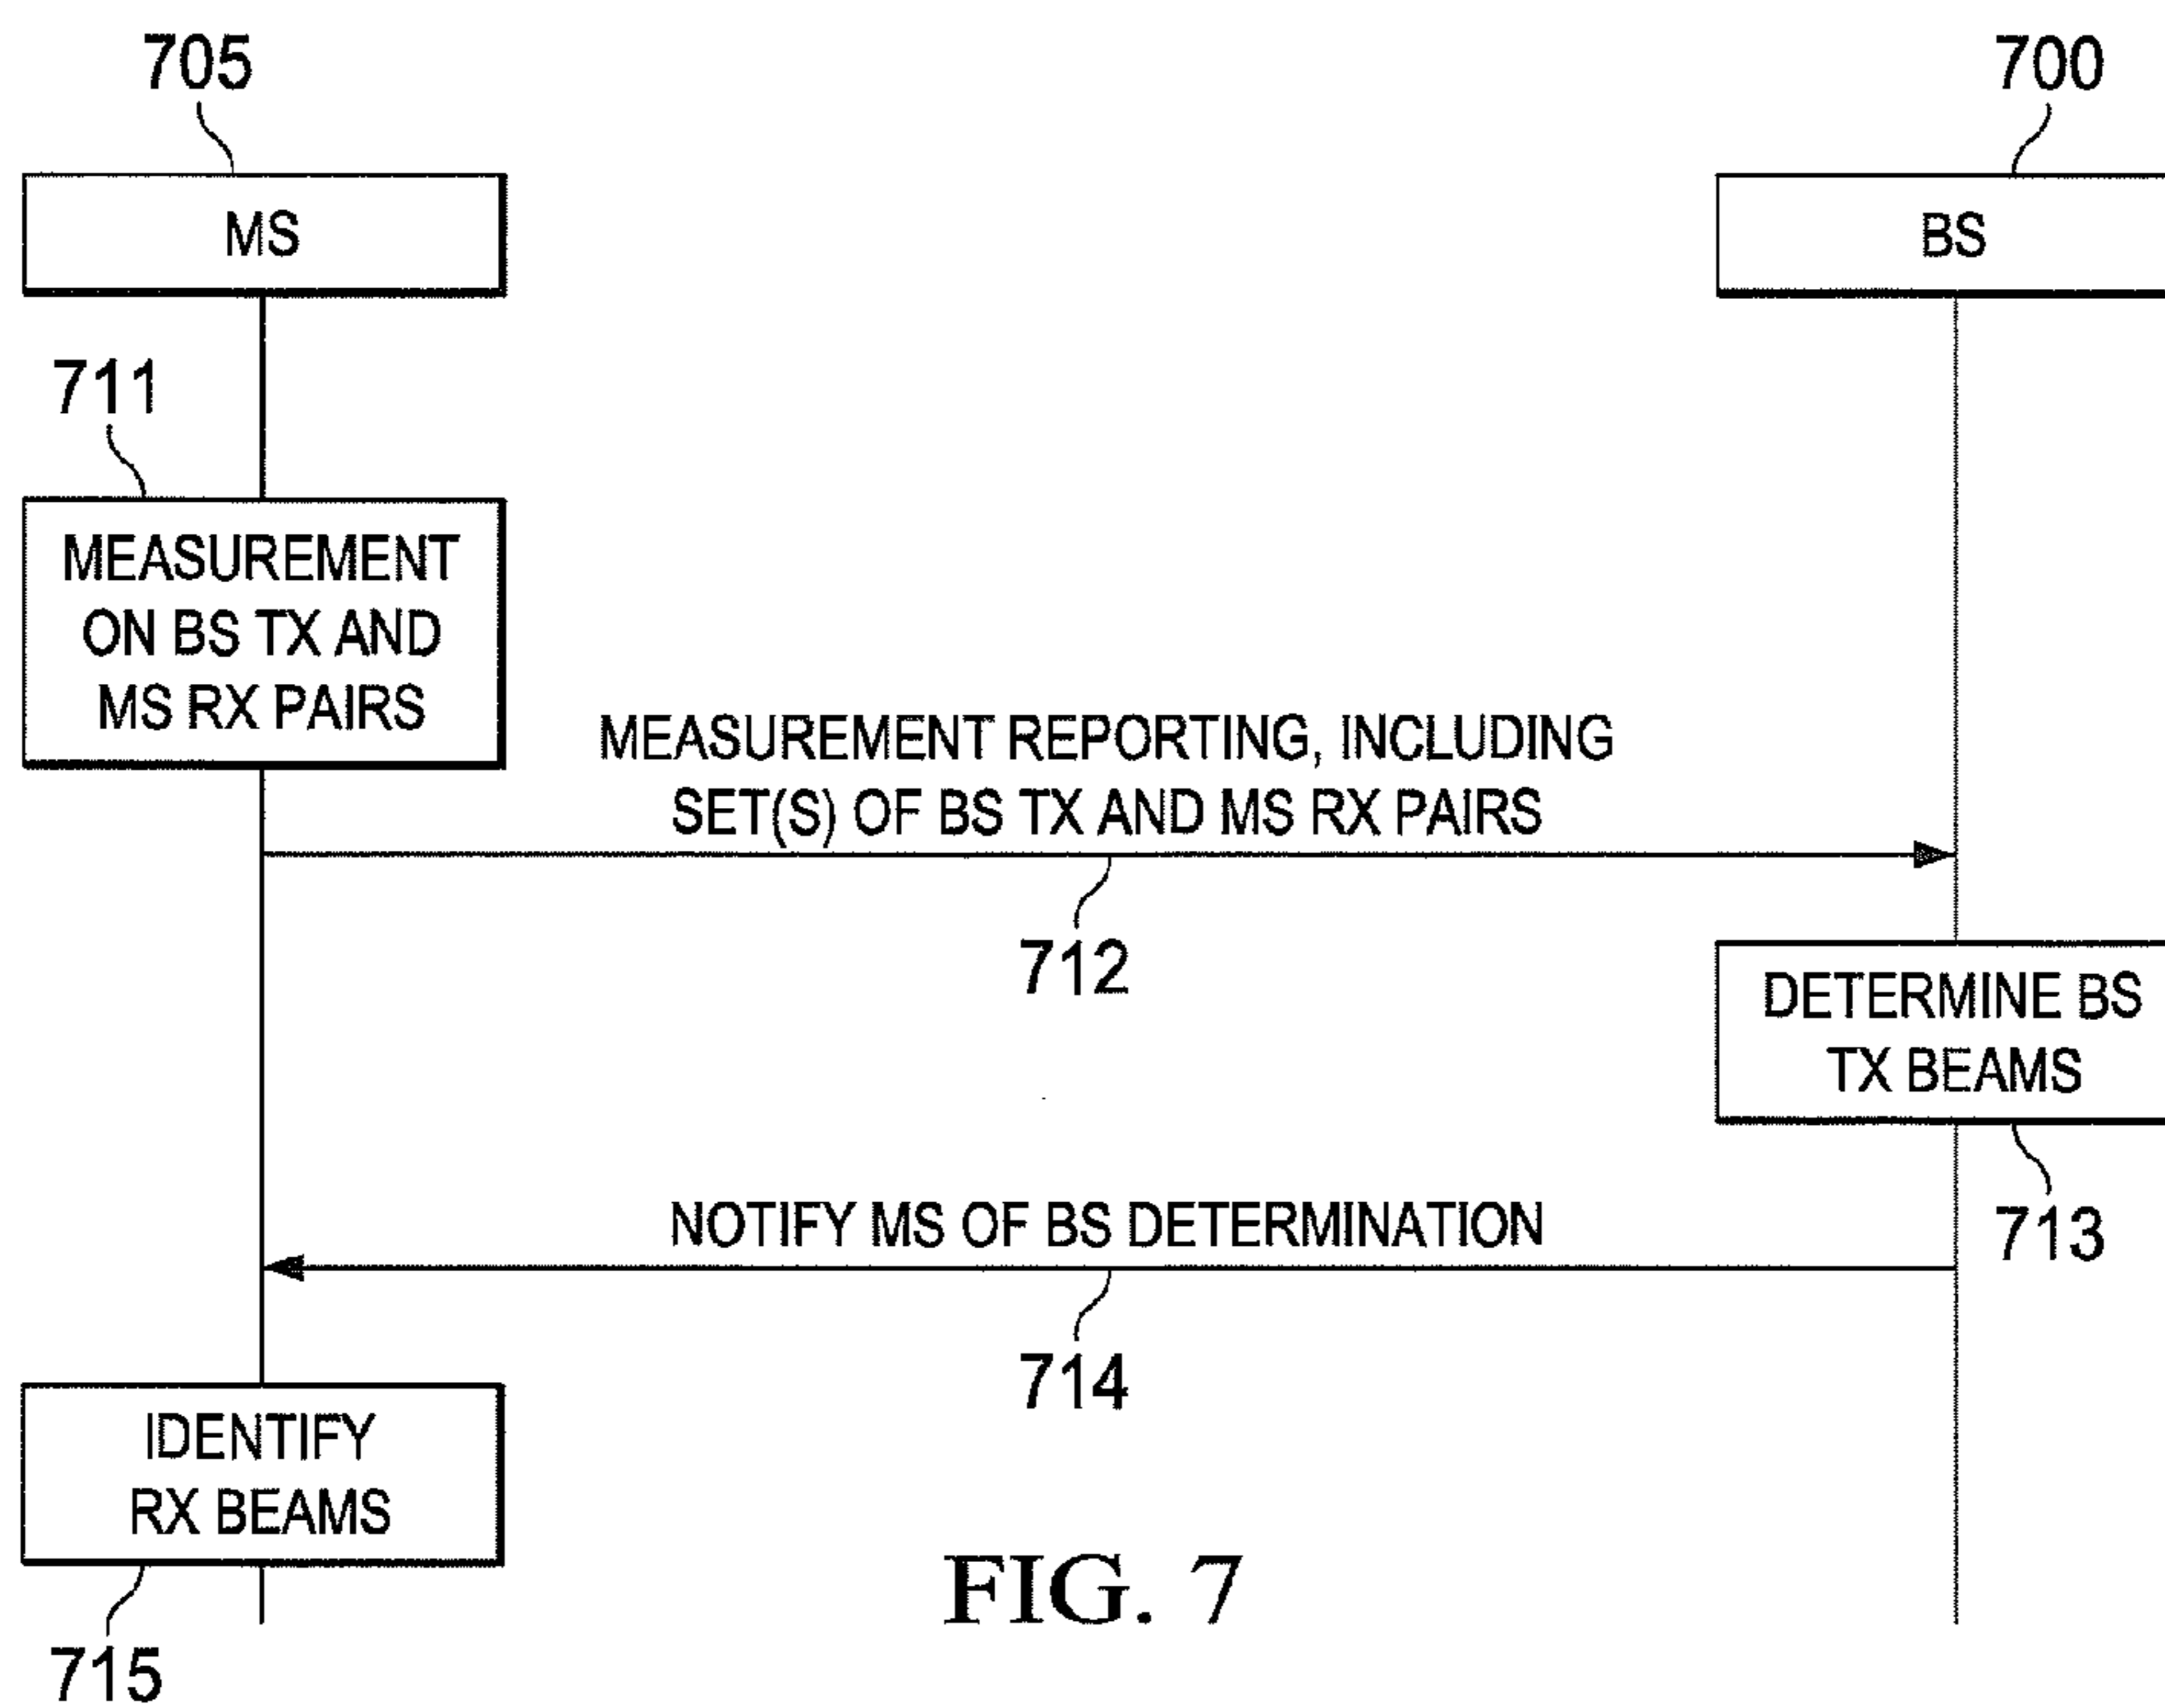 705
700
MS
BS
711
MEASUREMENT
ON BS TX AND
MS RX PAIRS
MEASUREMENT REPORTING, INCLUDING
SET(S) OF BS TX AND MS RX PAIRS
712
DETERMINE BS
TX BEAMS
713
NOTIFY MS OF BS DETERMINATION
714
IDENTIFY
RX BEAMS
715
FIG. 7